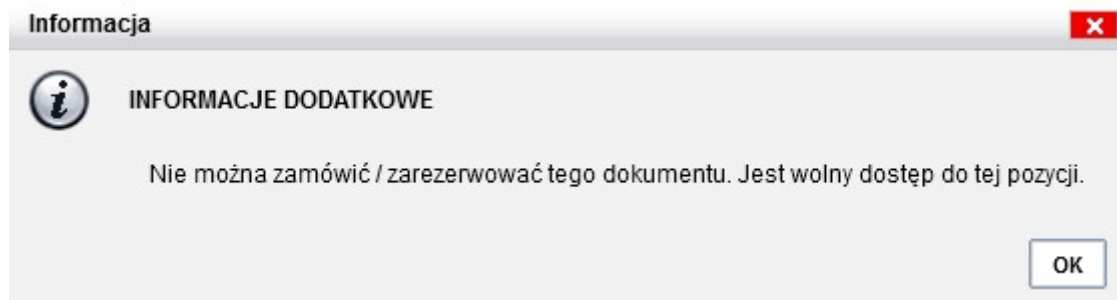 Informacja
INFORMACJE DODATKOWE
Nie można zamówić / zarezerwować tego dokumentu. Jest wolny dostęp do tej pozycji.
OK